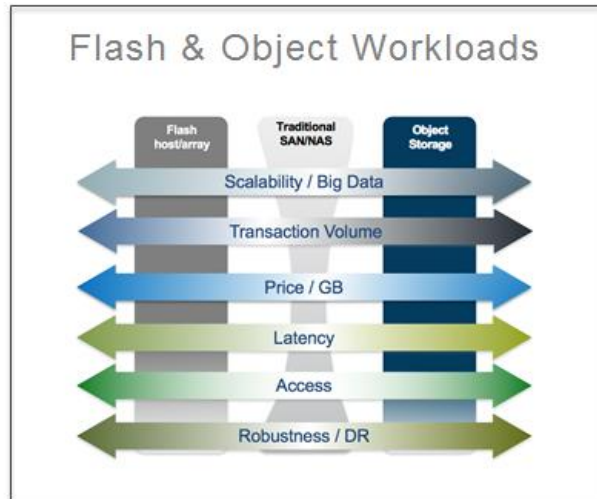 Flash & Object Workloads
Flash
host/array
Traditional
SAN/NAS
Object
Storage
Scalability / Big Data
Transaction Volume
Price / GB
Latency
Access
Robustness / DR